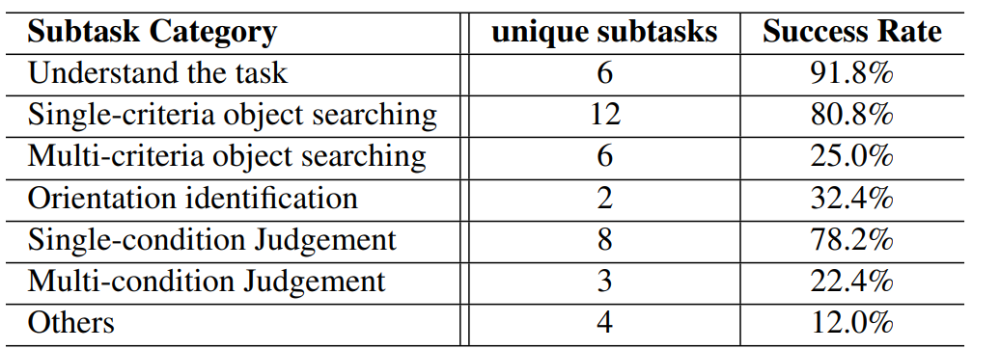 Subtask Category unique subtasks Success Rate
Understand the task 6 91.8%
Single-criteria object searching 12 80.8%
Multi-criteria object searching 6 25.0%
Orientation identification 2 32.4%
Single-condition Judgement 8 78.2%
Multi-condition Judgement 3 22.4%
Others 4 12.0%